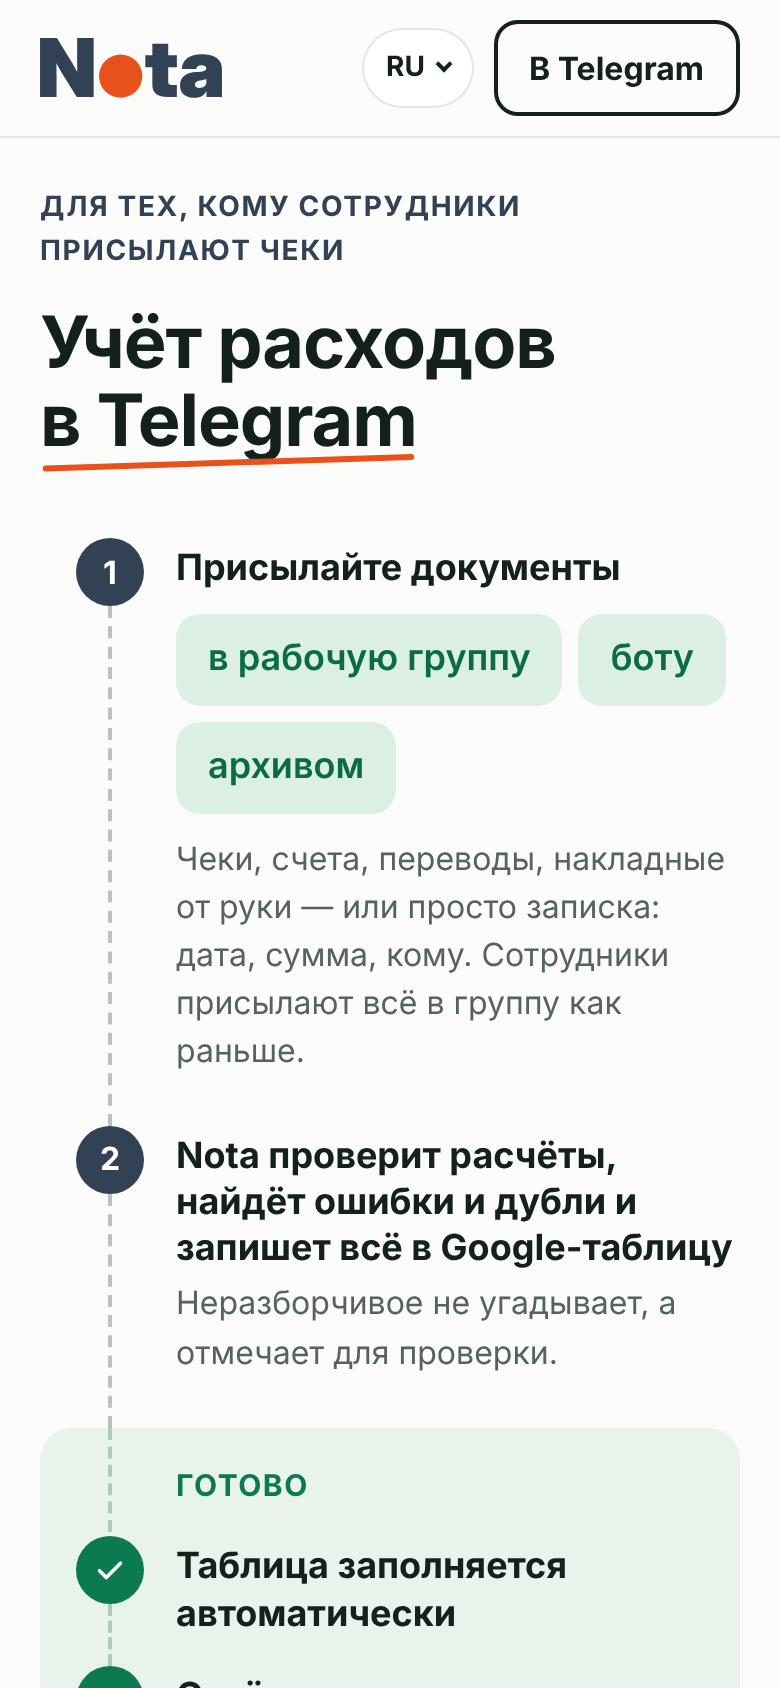 Nota
RU
В Telegram
ДЛЯ ТЕХ, КОМУ СОТРУДНИКИ
ПРИСЫЛАЮТ ЧЕКИ
Учёт расходов
в Telegram
1
Присылайте документы
в рабочую группу
боту
архивом
Чеки, счета, переводы, накладные
от руки — или просто записка:
дата, сумма, кому. Сотрудники
присылают всё в группу как
раньше.
2
Nota проверит расчёты,
найдёт ошибки и дубли и
запишет всё в Google-таблицу
Неразборчивое не угадывает, а
отмечает для проверки.
ГОТОВО
Таблица заполняется
автоматически